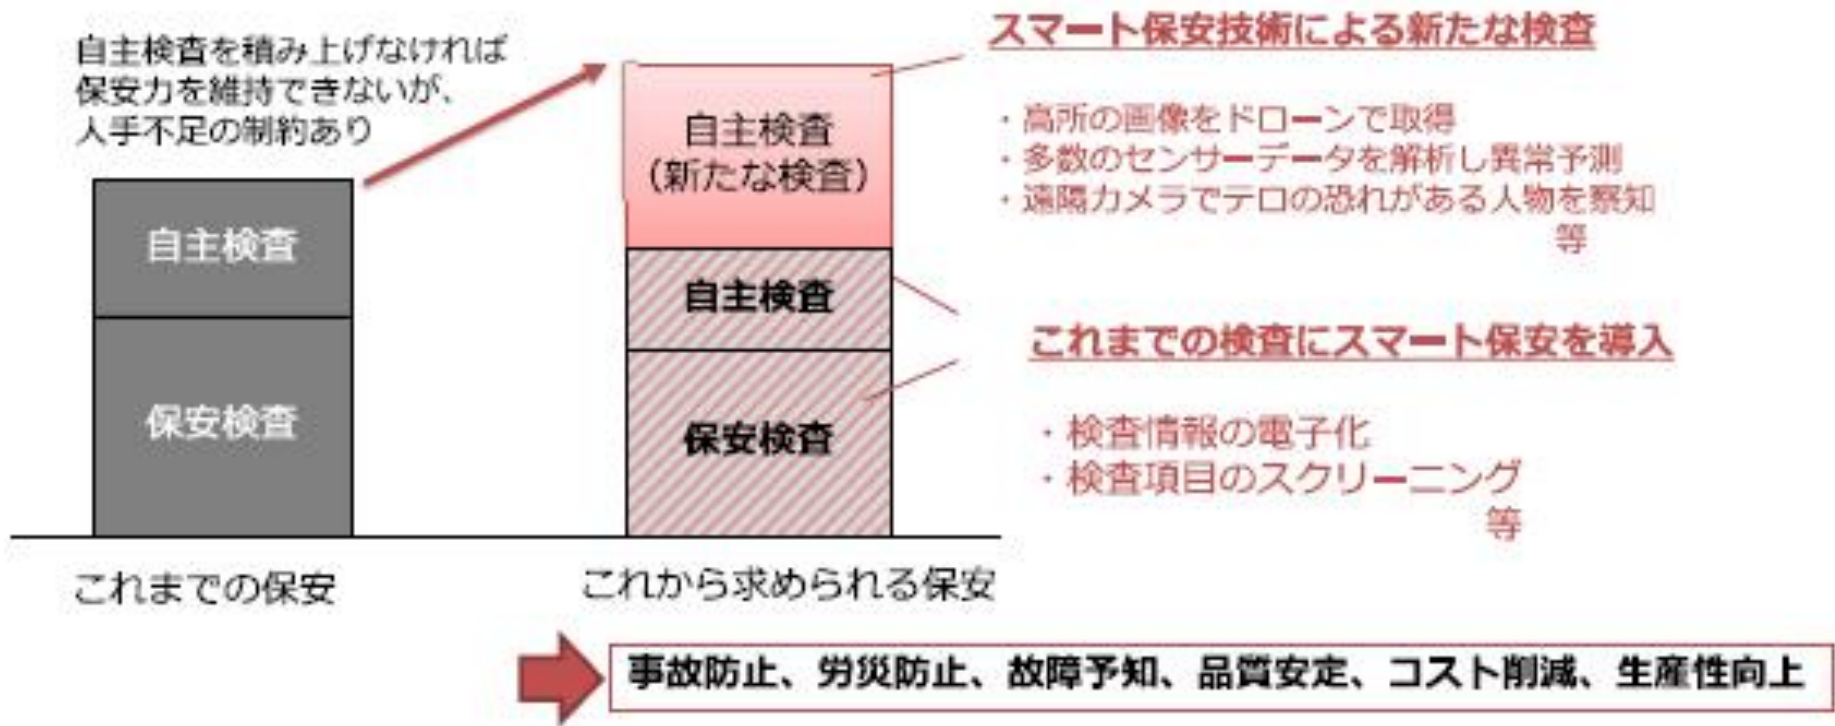 自主検査を積み上げなければ
保安力を維持できないが、
人手不足の制約あり
自主検査
保安検査
これまでの保安
自主検査
（新たな検査）
自主検査
保安検査
これから求められる保安
スマート保安技術による新たな検査
・高所の画像をドローンで取得
・多数のセンサーデータを解析し異常予測
・遠隔カメラでテロの恐れがある人物を察知
等
これまでの検査にスマート保安を導入
・検査情報の電子化
・検査項目のスクリーニング
等
事故防止、労災防止、故障予知、品質安定、コスト削減、生産性向上